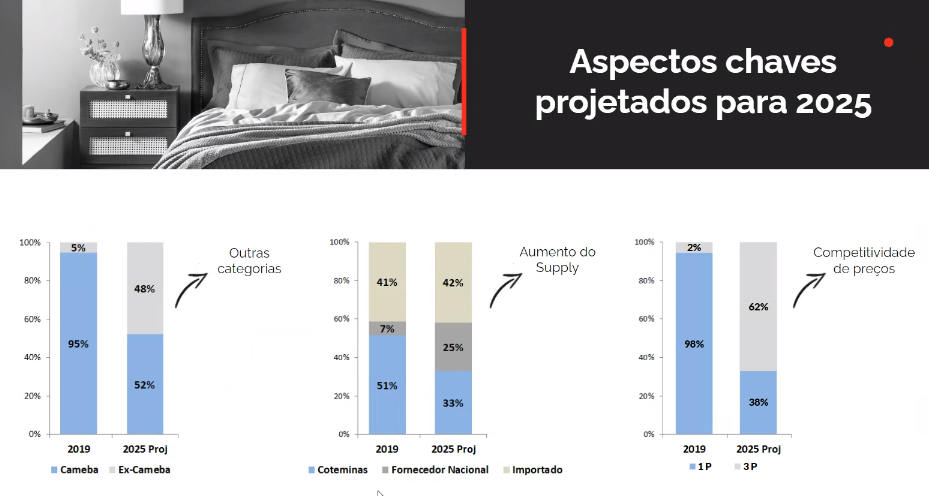 Aspectos chaves
projetados para 2025
100%
80%
60%
40%
20%
0%
5%
95%
48%
52%
2019
2025 Proj
Cameba
Ex-Cameba
Outras
categorias
100%
80%
60%
40%
20%
0%
41%
7%
51%
42%
25%
33%
2019
2025 Proj
Coteminas
Fornecedor Nacional
Importado
Aumento do
Supply
100%
80%
60%
40%
20%
0%
2%
98%
62%
38%
2019
2025 Proj
1 P
3 P
Competitividade
de preços